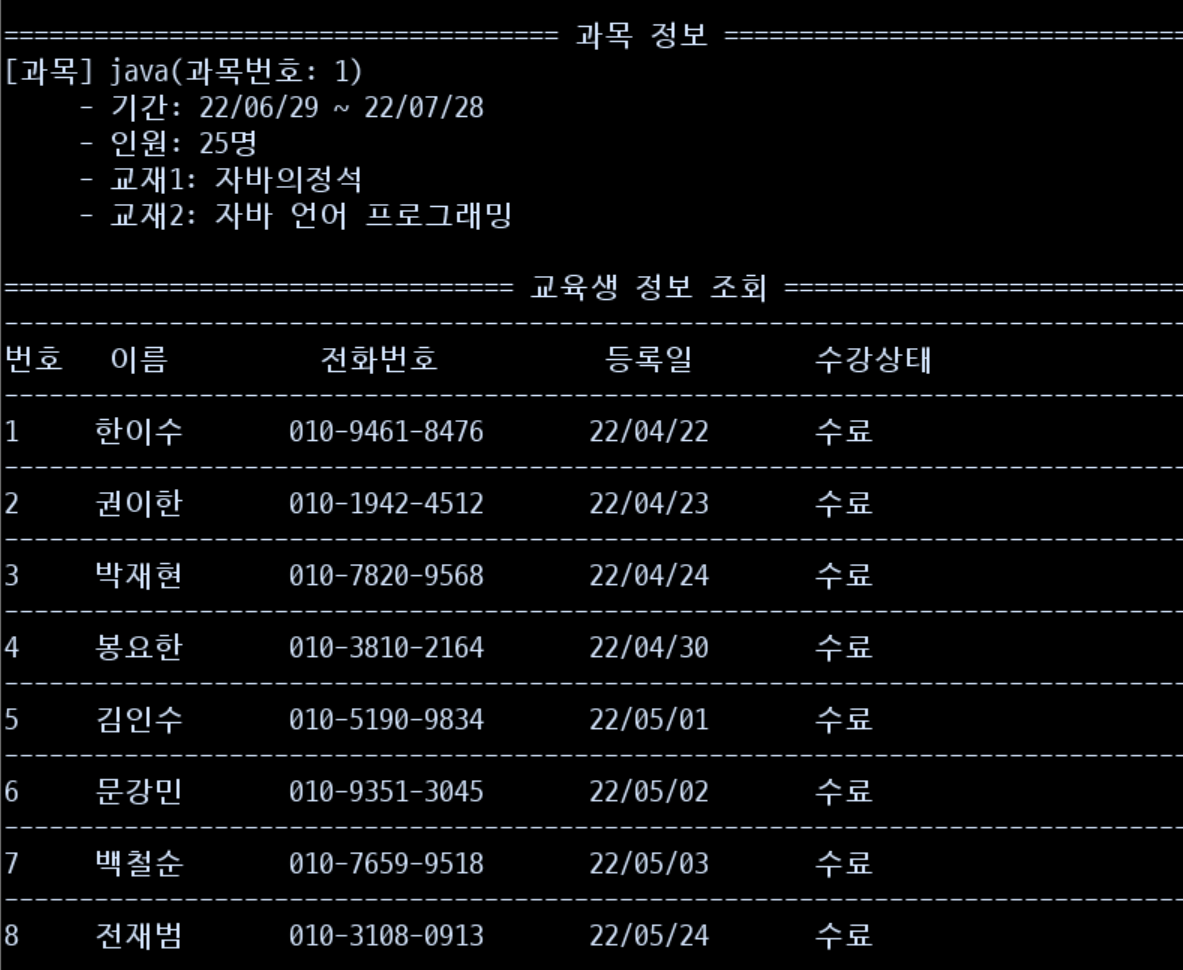 ================================== 과목 정보 ==============================
[과목] java(과목번호: 1)
- 기간: 22/06/29 ~ 22/07/28
- 인원: 25명
- 교재1: 자바의정석
- 교재2: 자바 언어 프로그래밍
================================ 교육생 정보 조회 ==========================
------------------------------------------------------------------------------
번호 이름 전화번호 등록일 수강상태
------------------------------------------------------------------------------
1 한이수 010-9461-8476 22/04/22 수료
------------------------------------------------------------------------------
2 권이한 010-1942-4512 22/04/23 수료
------------------------------------------------------------------------------
3 박재현 010-7820-9568 22/04/24 수료
------------------------------------------------------------------------------
4 봉요한 010-3810-2164 22/04/30 수료
------------------------------------------------------------------------------
5 김인수 010-5190-9834 22/05/01 수료
------------------------------------------------------------------------------
6 문강민 010-9351-3045 22/05/02 수료
------------------------------------------------------------------------------
7 백철순 010-7659-9518 22/05/03 수료
------------------------------------------------------------------------------
8 전재범 010-3108-0913 22/05/24 수료